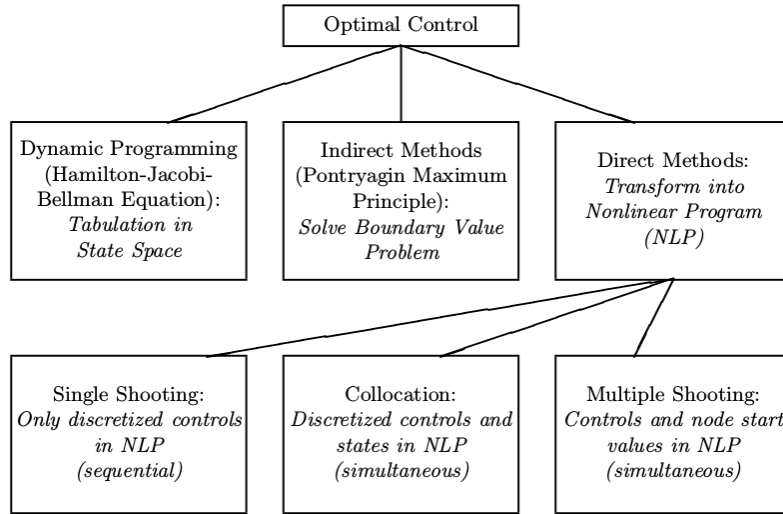 Optimal Control
Dynamic Programming
(Hamilton-Jacobi-
Bellman Equation):
Tabulation in
State Space
Indirect Methods
(Pontryagin Maximum
Principle):
Solve Boundary Value
Problem
Direct Methods:
Transform into
Nonlinear Program
(NLP)
Single Shooting:
Only discretized controls
in NLP
(sequential)
Collocation:
Discretized controls and
states in NLP
(simultaneous)
Multiple Shooting:
Controls and node start
values in NLP
(simultaneous)